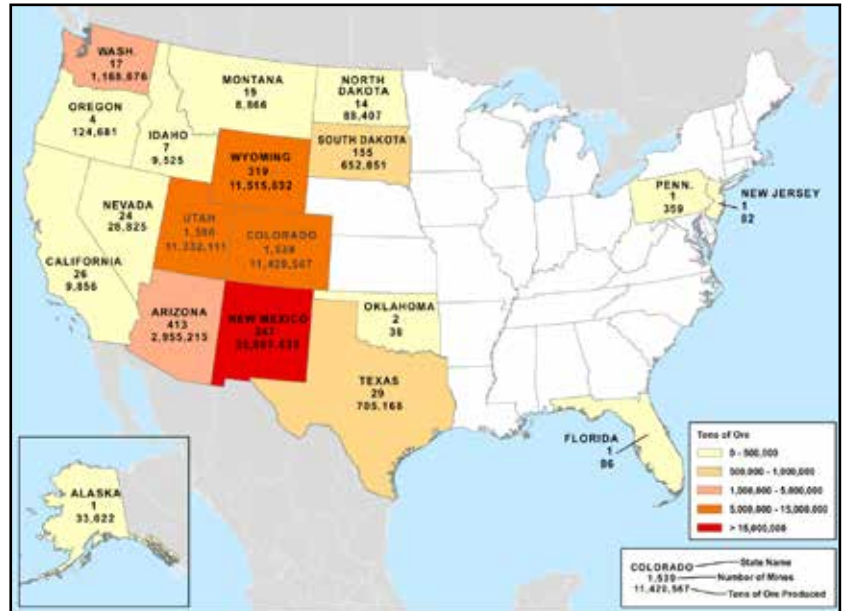 WASH.
17
1,168,676
MONTANA
19
8,866
NORTH
DAKOTA
14
88,407
OREGON
4
124,681
IDAHO
7
9,525
SOUTH DAKOTA
155
652,851
WYOMING
319
11,515,032
PENN.
1
359
NEW JERSEY
1
82
NEVADA
24
28,825
UTAH
11,332,111
COLORADO
1,539
11,420,567
CALIFORNIA
26
9,856
ARIZONA
413
2,955,215
NEW MEXICO
247
OKLAHOMA
2
38
TEXAS
29
705,168
FLORIDA
1
86
ALASKA
1
33,622
Tons of Ore
0 - 500,000
500,000 - 1,000,000
1,000,000 - 5,000,000
5,000,000 - 15,000,000
> 15,000,000
COLORADO State Name
1,539 Number of Mines
11,420,567 Tons of Ore Produced